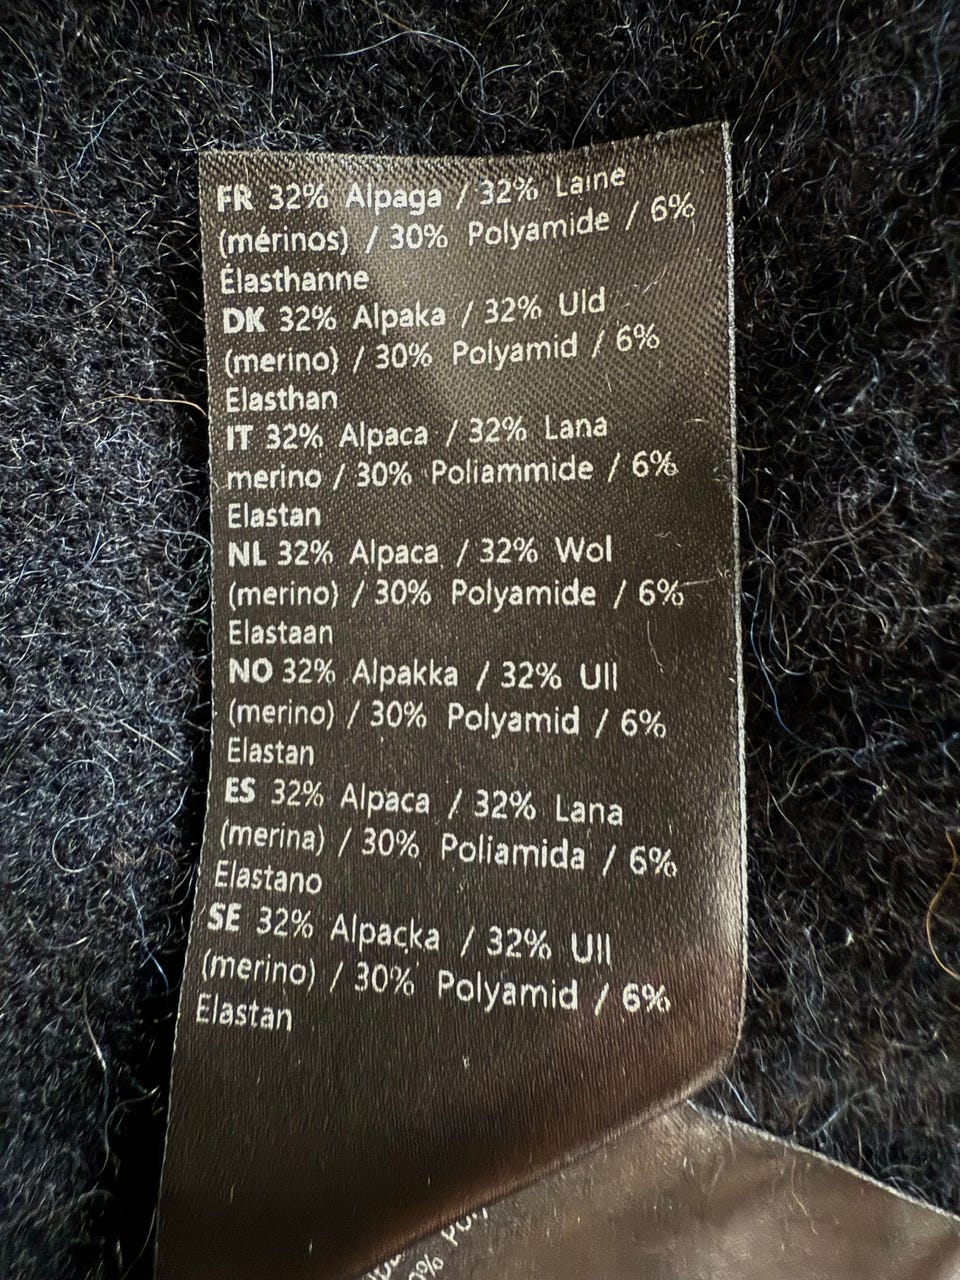 FR 32% Alpaga / 32% Laine
(mérinos) / 30% Polyamide / 6%
Élasthanne
DK 32% Alpaka / 32% Uld
(merino) / 30% Polyamid / 6%
Elasthan
IT 32% Alpaca / 32% Lana
merino / 30% Poliammide / 6%
Elastan
NL 32% Alpaca / 32% Wol
(merino) / 30% Polyamide / 6%
Elastaan
NO 32% Alpakka / 32% Ull
(merino) / 30% Polyamid / 6%
Elastan
ES 32% Alpaca / 32% Lana
(merina) / 30% Poliamida / 6%
Elastano
SE 32% Alpacka / 32% Ull
(merino) / 30% Polyamid / 6%
Elastan